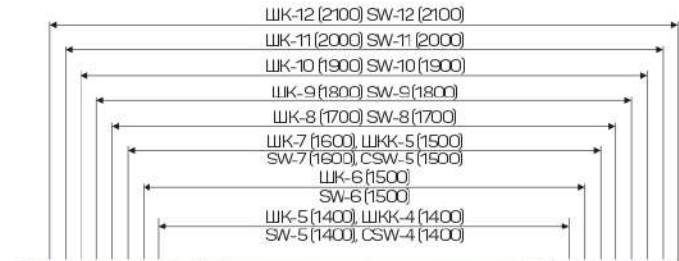 ШК-12 (2100) SW-12 (2100)
ШК-11 (2000) SW-11 (2000)
ШК-10 (1900) SW-10 (1900)
ШК-9 (1800) SW-9 (1800)
ШК-8 (1700) SW-8 (1700)
ШК-7 (1600), ШКК-5 (1500)
SW-7 (1600), CSW-5 (1500)
ШК-6 (1500)
SW-6 (1500)
ШК-5 (1400), ШКК-4 (1400)
SW-5 (1400), CSW-4 (1400)